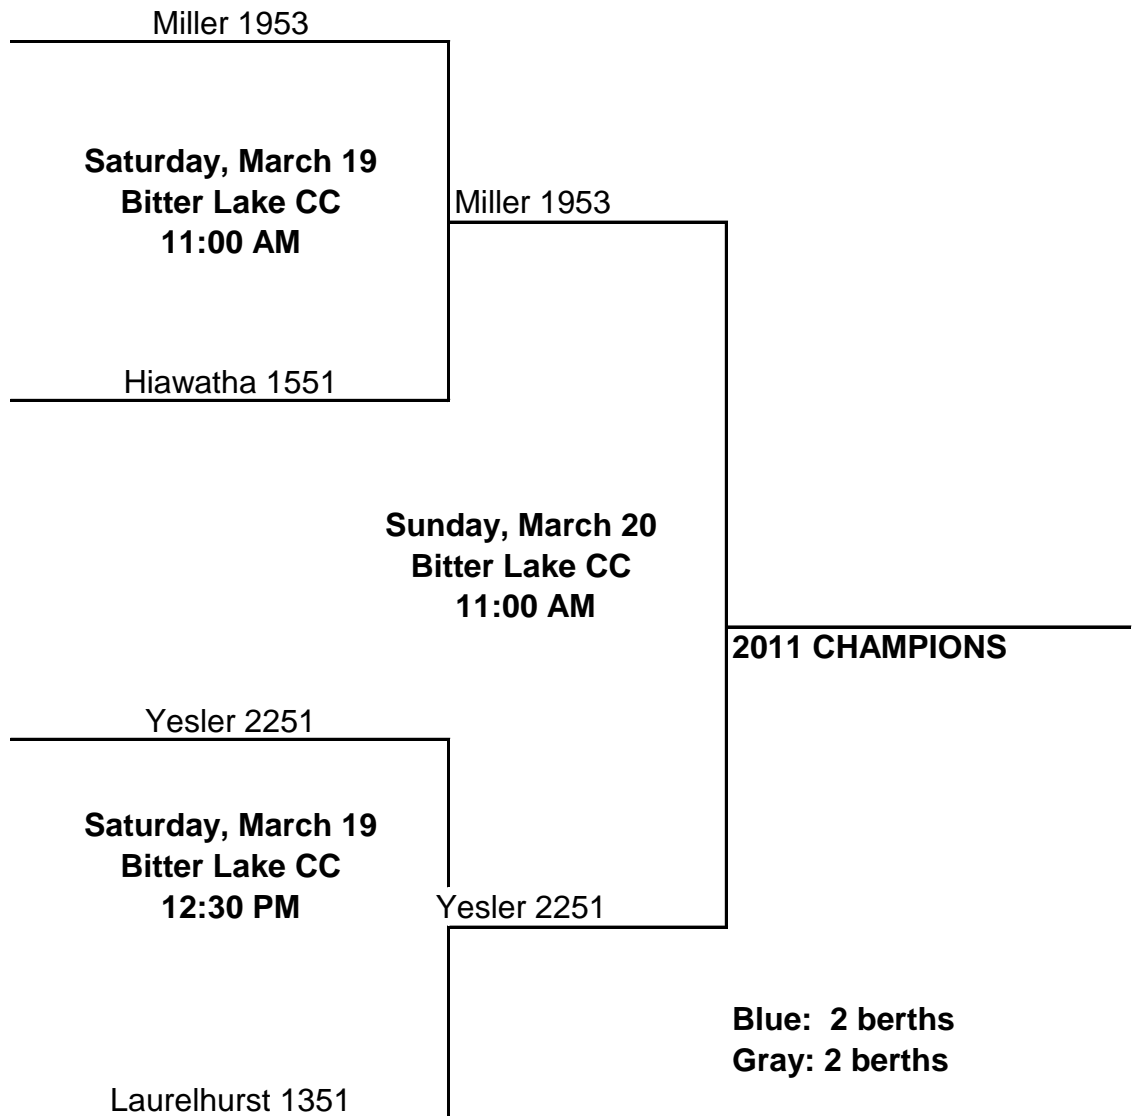 Miller 1953
Saturday, March 19
Bitter Lake CC
11:00 AM
Miller 1953
Hiawatha 1551
Sunday, March 20
Bitter Lake CC
11:00 AM
2011 CHAMPIONS
Yesler 2251
Saturday, March 19
Bitter Lake CC
12:30 PM
Yesler 2251
Blue:  2 berths
Gray: 2 berths
Laurelhurst 1351